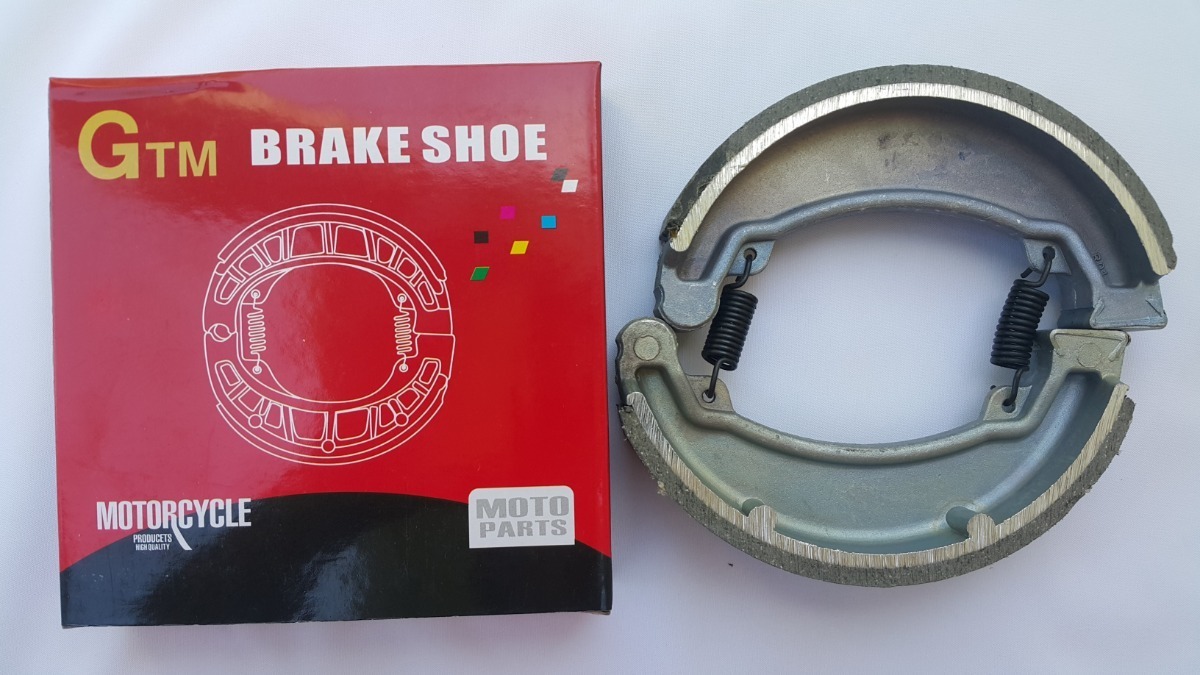 GTM BRAKE SHOE
MOTORCYCLE
PRODUCETS
HIGH QUALITY
MOTO
PARTS